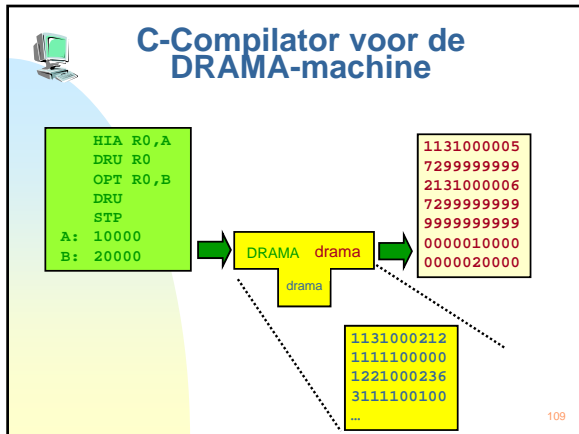 C-Compilator voor de
DRAMA-machine
HIA R0,A
DRU R0
OPT R0,B
DRU
STP
A: 10000
B: 20000
DRAMA drama
drama
1131000005
7299999999
2131000006
7299999999
9999999999
0000010000
0000020000
1131000212
1111100000
1221000236
3111100100
…
109